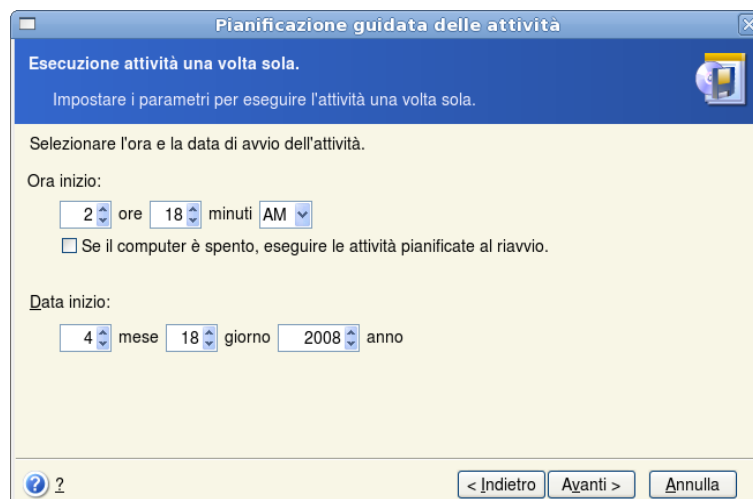 Pianificazione guidata delle attività
Esecuzione attività una volta sola.
Impostare i parametri per eseguire l'attività una volta sola.
Selezionare l'ora e la data di avvio dell'attività.
Ora inizio:
2 ore 18 minuti AM
Se il computer è spento, eseguire le attività pianificate al riavvio.
Data inizio:
4 mese 18 giorno 2008 anno
? ? < Indietro Avanti > Annulla